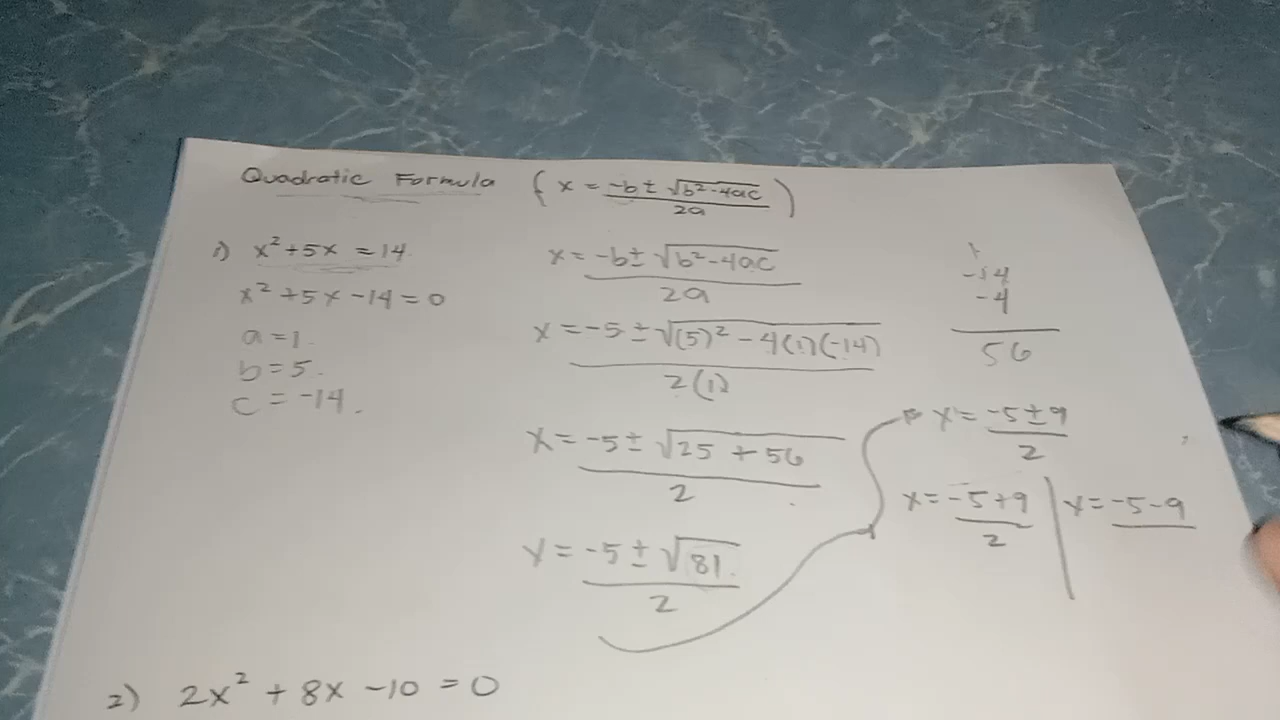 Quadratic Formula (x = -b ± √b² - 4ac / 2a)
1) x² + 5x = 14
x² + 5x - 14 = 0
a = 1
b = 5.
c = -14.
x = -b ± √b² - 4ac / 2a
x = -5 ± √(5)² - 4(1)(-14) / 2(1)
x = -5 ± √25 + 56 / 2
x = -5 ± √81 / 2
-14
-4
56
x = -5 ± 9 / 2
x = -5 + 9 / 2 | x = -5 - 9
2) 2x² + 8x - 10 = 0